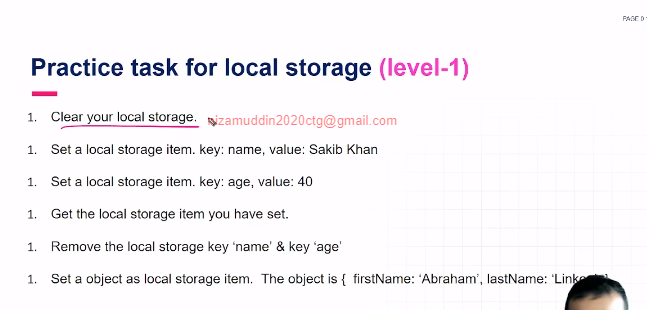 PAGE 0
Practice task for local storage (level-1)
1. Clear your local storage. izamuddin2020ctg@gmail.com
1. Set a local storage item. key: name, value: Sakib Khan
1. Set a local storage item. key: age, value: 40
1. Get the local storage item you have set.
1. Remove the local storage key ‘name’ & key ‘age’
1. Set a object as local storage item. The object is { firstName: ‘Abraham’, lastName: